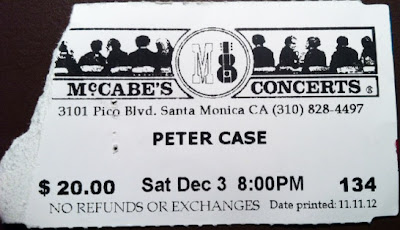 M
McCABE'S CONCERTS ®
3101 Pico Blvd. Santa Monica CA (310) 828-4497
PETER CASE
$ 20.00 Sat Dec 3 8:00PM 134
NO REFUNDS OR EXCHANGES Date printed: 11.11.12